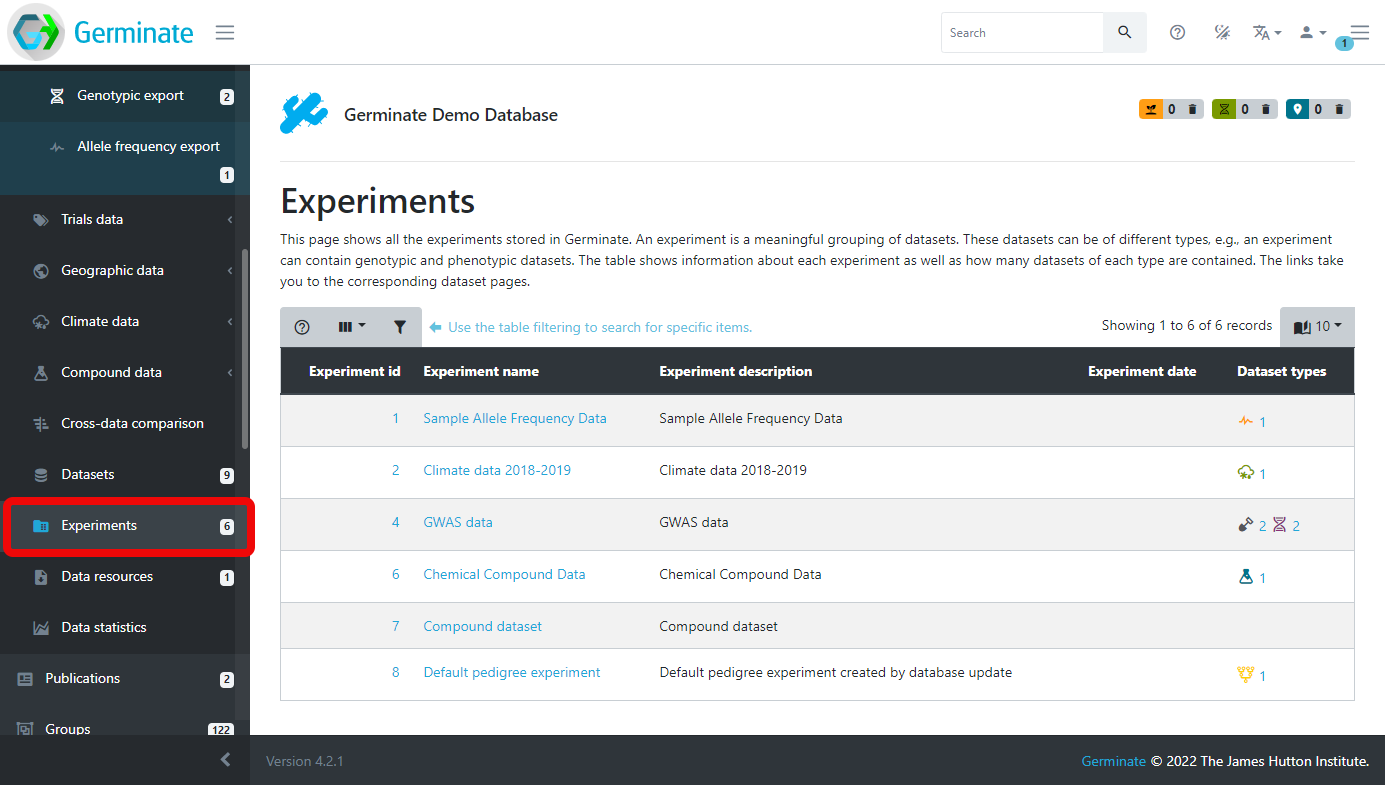 Germinate
Search
1
Genotypic export 2
Allele frequency export
1
Trials data
Geographic data
Climate data
Compound data
Cross-data comparison
Datasets 9
Experiments 6
Data resources 1
Data statistics
Publications 2
Groups 122
Germinate Demo Database
0 0 0
Experiments
This page shows all the experiments stored in Germinate. An experiment is a meaningful grouping of datasets. These datasets can be of different types, e.g., an experiment
can contain genotypic and phenotypic datasets. The table shows information about each experiment as well as how many datasets of each type are contained. The links take
you to the corresponding dataset pages.
Use the table filtering to search for specific items. Showing 1 to 6 of 6 records 10
Experiment id Experiment name Experiment description Experiment date Dataset types
1 Sample Allele Frequency Data Sample Allele Frequency Data 1
2 Climate data 2018-2019 Climate data 2018-2019 1
4 GWAS data GWAS data 2 2
6 Chemical Compound Data Chemical Compound Data 1
7 Compound dataset Compound dataset
8 Default pedigree experiment Default pedigree experiment created by database update 1
Version 4.2.1 Germinate © 2022 The James Hutton Institute.